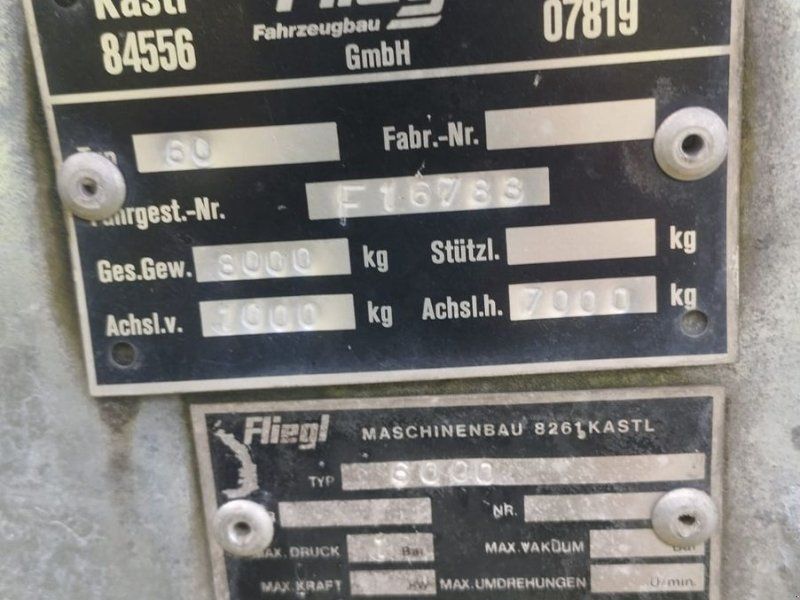 Kastl Fliegl 07819
84556 Fahrzeugbau
GmbH
60 Fabr.-Nr.
Fahrgest.-Nr. F16783
Ges.Gew. 8000 kg Stützl. kg
Achsl.v. 1000 kg Achsl.h. 7000 kg
Fliegl MASCHINENBAU 8261 KASTL
TYP 6000
NR.
MAX. DRUCK Bar MAX. VAKUUM Bar
MAX. KRAFT KW MAX. UMDREHUNGEN U/min.